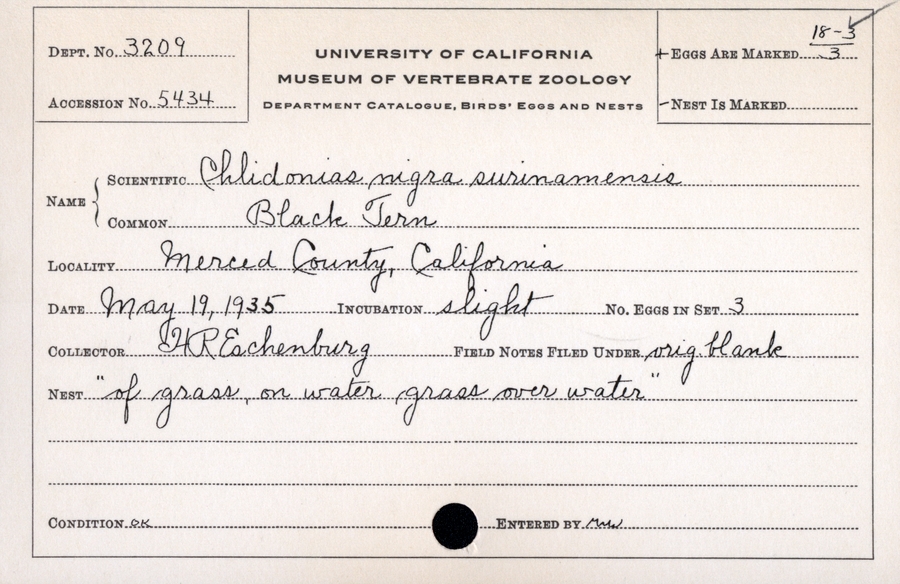 Dept. No. 3209
Accession No. 5434
UNIVERSITY OF CALIFORNIA
MUSEUM OF VERTEBRATE ZOOLOGY
Department Catalogue, Birds' Eggs and Nests
18-3
+ Eggs Are Marked 3
- Nest Is Marked
Name
Scientific Chlidonias nigra surinamensis
Common Black Tern
Locality Merced County, California
Date May 19, 1935 Incubation slight No. Eggs in Set 3
Collector HREschenburg Field Notes Filed Under orig. blank
Nest "of grass, on water, grass over water"
Condition OK Entered by